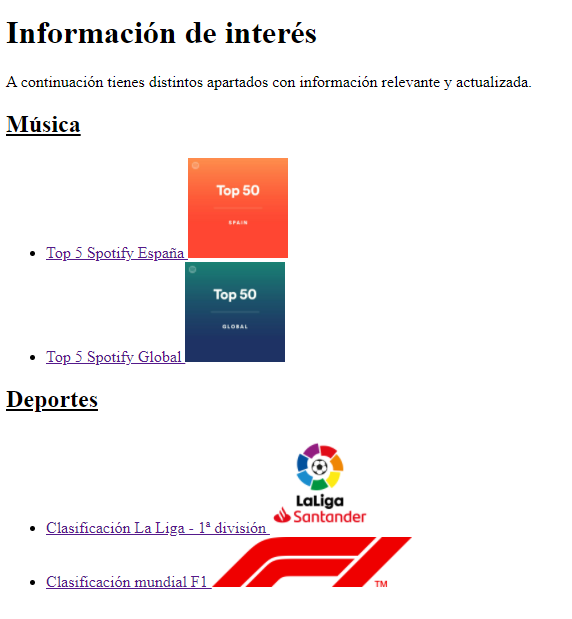 Información de interés
A continuación tienes distintos apartados con información relevante y actualizada.
Música
Top 50
SPAIN
Top 5 Spotify España
Top 50
GLOBAL
Top 5 Spotify Global
Deportes
LaLiga
Santander
Clasificación La Liga - 1ª división
Clasificación mundial F1
TM